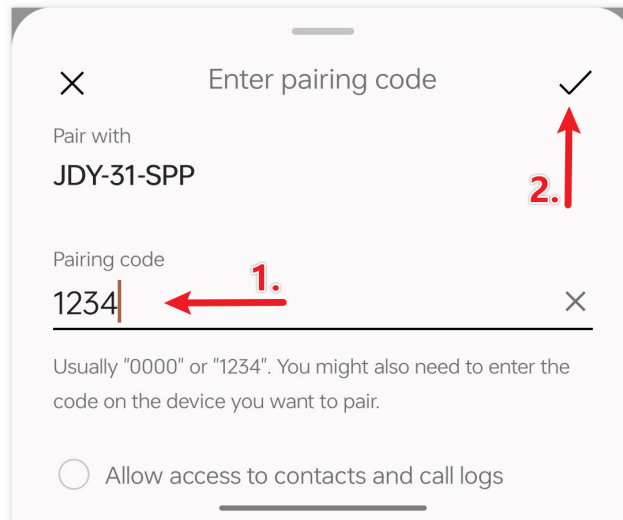 Enter pairing code
Pair with
JDY-31-SPP
2.
Pairing code
1.
1234
Usually "0000" or "1234". You might also need to enter the
code on the device you want to pair.
Allow access to contacts and call logs